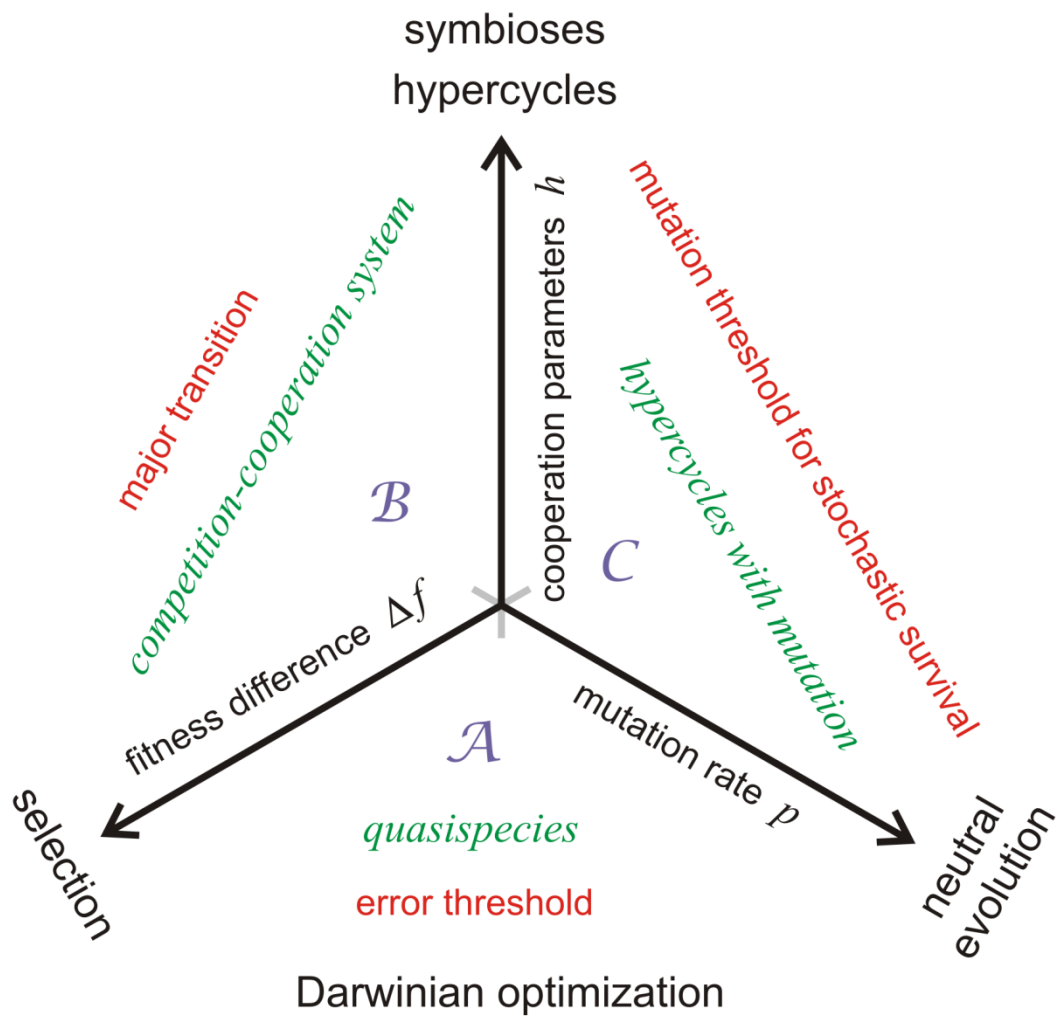 symbioses
hypercycles
cooperation parameters h
mutation threshold for stochastic survival
major transition
competition-cooperation system
hypercycles with mutation
B
C
fitness difference Δf
A
mutation rate p
selection
quasispecies
neutral
evolution
error threshold
Darwinian optimization